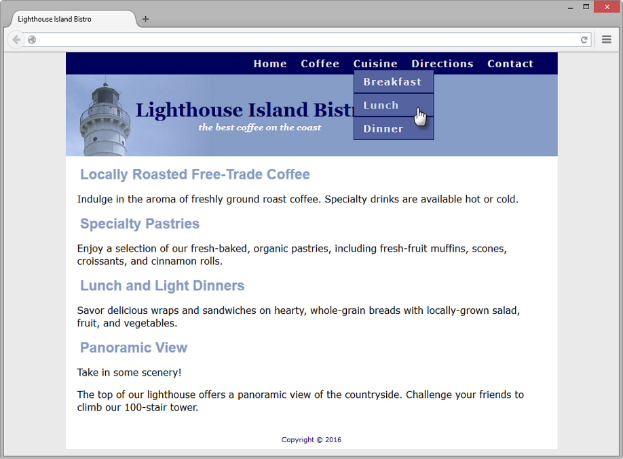 Lighthouse Island Bistro
Home Coffee Cuisine Directions Contact
Breakfast
Lunch
Dinner
Lighthouse Island Bistr
the best coffee on the coast
Locally Roasted Free-Trade Coffee
Indulge in the aroma of freshly ground roast coffee. Specialty drinks are available hot or cold.
Specialty Pastries
Enjoy a selection of our fresh-baked, organic pastries, including fresh-fruit muffins, scones,
croissants, and cinnamon rolls.
Lunch and Light Dinners
Savor delicious wraps and sandwiches on hearty, whole-grain breads with locally-grown salad,
fruit, and vegetables.
Panoramic View
Take in some scenery!
The top of our lighthouse offers a panoramic view of the countryside. Challenge your friends to
climb our 100-stair tower.
Copyright © 2016